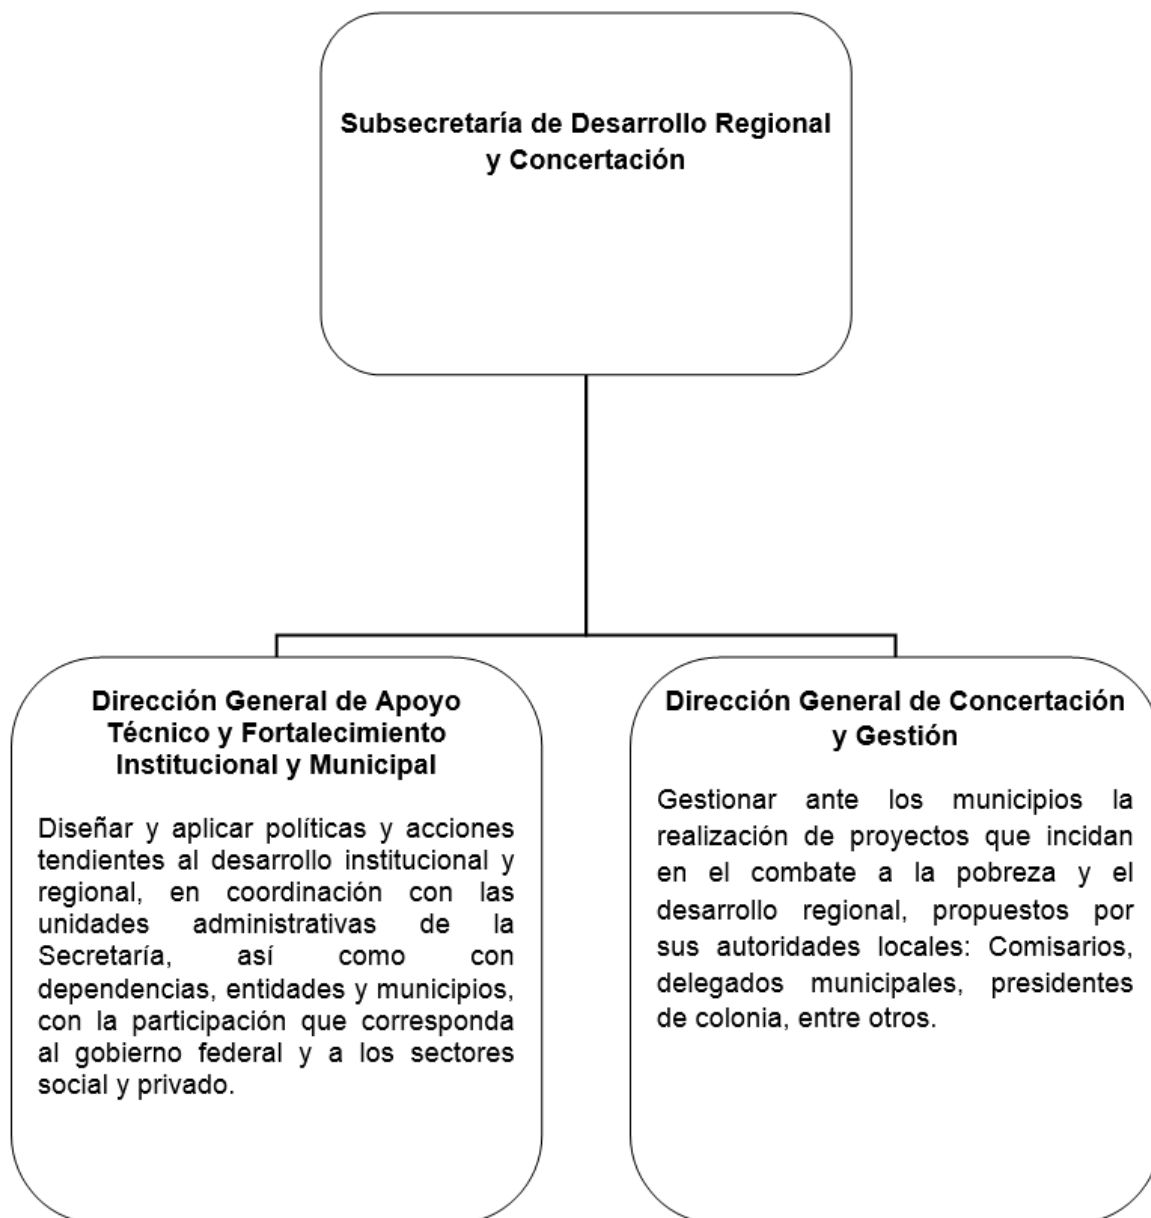 Subsecretaría de Desarrollo Regional
y Concertación
Dirección General de Apoyo
Técnico y Fortalecimiento
Institucional y Municipal
Diseñar y aplicar políticas y acciones
tendientes al desarrollo institucional y
regional, en coordinación con las
unidades administrativas de la
Secretaría, así como con
dependencias, entidades y municipios,
con la participación que corresponda
al gobierno federal y a los sectores
social y privado.
Dirección General de Concertación
y Gestión
Gestionar ante los municipios la
realización de proyectos que incidan
en el combate a la pobreza y el
desarrollo regional, propuestos por
sus autoridades locales: Comisarios,
delegados municipales, presidentes
de colonia, entre otros.